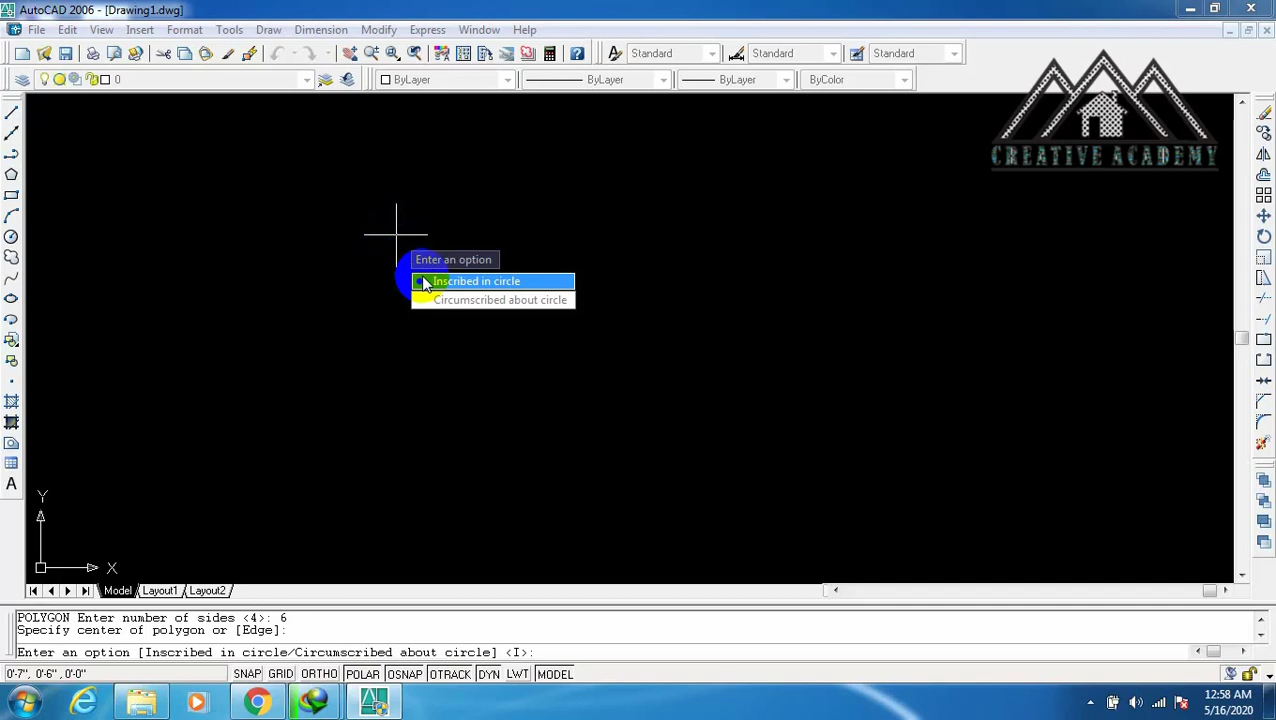 AutoCAD 2006 - [Drawing1.dwg]
File Edit View Insert Format Tools Draw Dimension Modify Express Window Help
Standard Standard Standard
0 ByLayer ByLayer ByLayer ByColor
CREATIVE ACADEMY
Enter an option
Inscribed in circle
Circumscribed about circle
A
Y
X
Model Layout1 Layout2
POLYGON Enter number of sides <4>: 6
Specify center of polygon or [Edge]:
Enter an option [Inscribed in circle/Circumscribed about circle] <I>:
0'-7", 0'-6" , 0'-0" SNAP GRID ORTHO POLAR OSNAP OTRACK DYN LWT MODEL
12:58 AM
5/16/2020